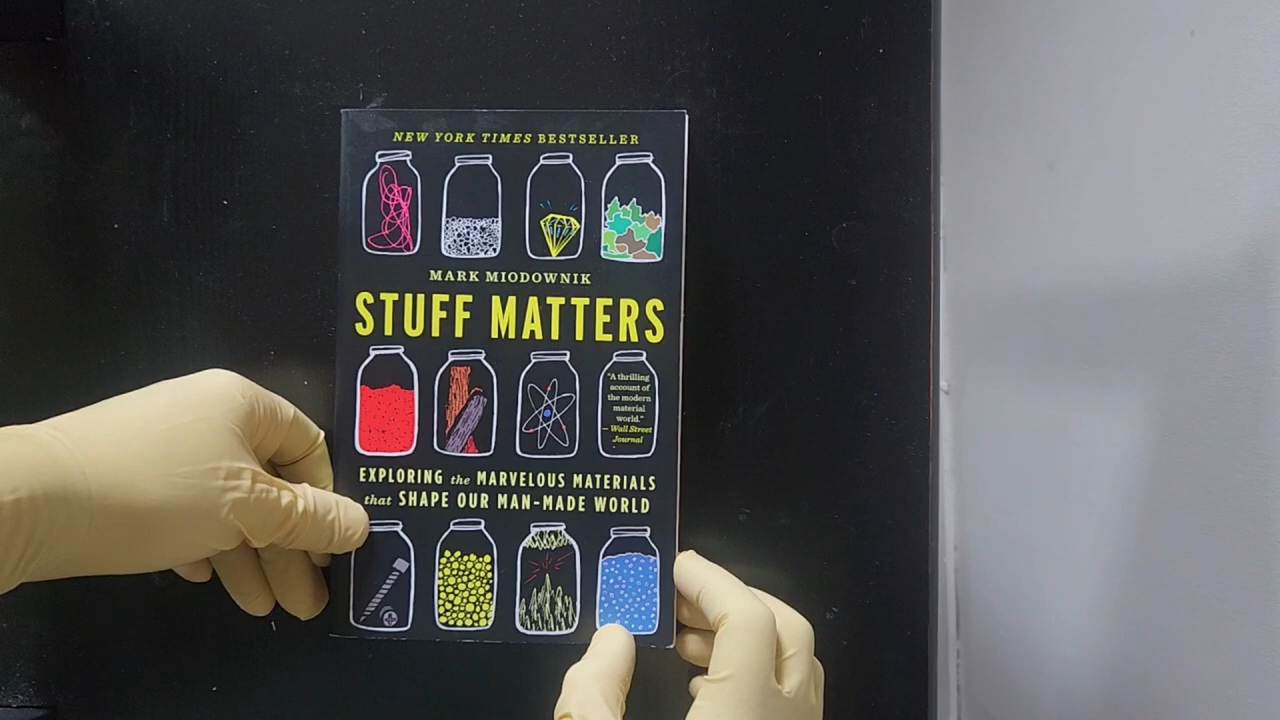 NEW YORK TIMES BESTSELLER
MARK MIODOWNIK
STUFF MATTERS
"A thrilling
account of
the modern
material
world."
— Wall Street
Journal
EXPLORING the MARVELOUS MATERIALS
that SHAPE OUR MAN-MADE WORLD